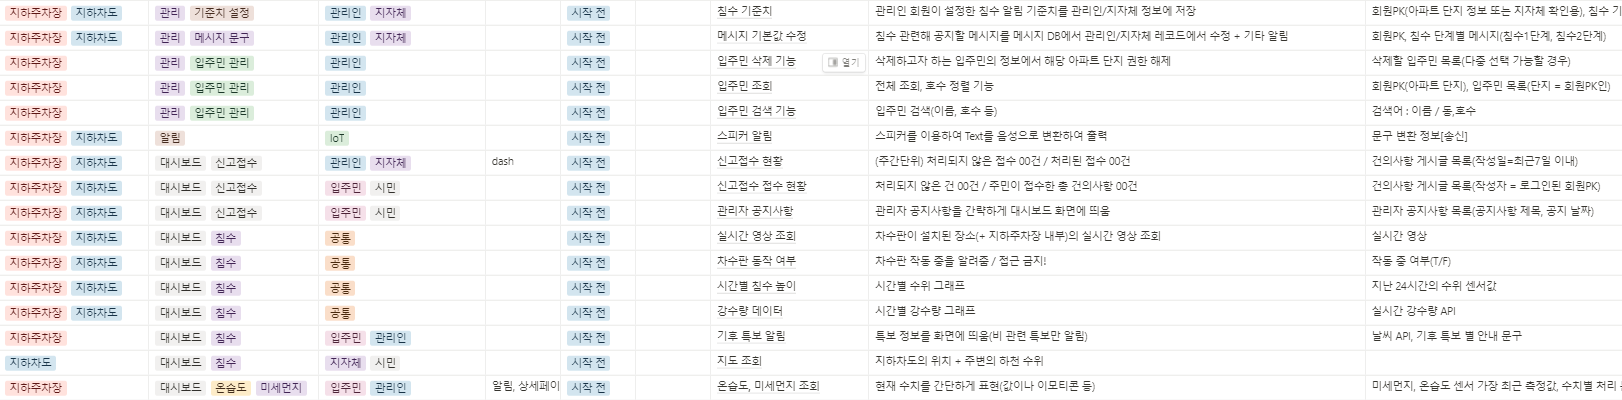 지하주차장 지하차도 관리 기준치 설정 관리인 지자체 시작 전 침수 기준치 관리인 회원이 설정한 침수 알림 기준치를 관리인/지자체 정보에 저장 회원PK(아파트 단지 정보 또는 지자체 확인용), 침수 기
지하주차장 지하차도 관리 메시지 문구 관리인 지자체 시작 전 메시지 기본값 수정 침수 관련해 공지할 메시지를 메시지 DB에서 관리인/지자체 레코드에서 수정 + 기타 알림 회원PK, 침수 단계별 메시지(침수1단계, 침수2단계)
지하주차장 관리 입주민 관리 관리인 시작 전 입주민 삭제 기능 열기 삭제하고자 하는 입주민의 정보에서 해당 아파트 단지 권한 해제 삭제할 입주민 목록(다중 선택 가능할 경우)
지하주차장 관리 입주민 관리 관리인 시작 전 입주민 조회 전체 조회, 호수 정렬 기능 회원PK(아파트 단지), 입주민 목록(단지 = 회원PK인)
지하주차장 관리 입주민 관리 관리인 시작 전 입주민 검색 기능 입주민 검색(이름, 호수 등) 검색어 : 이름 / 동,호수
지하주차장 지하차도 알림 IoT 시작 전 스피커 알림 스피커를 이용하여 Text를 음성으로 변환하여 출력 문구 변환 정보[송신]
지하주차장 지하차도 대시보드 신고접수 관리인 지자체 dash 시작 전 신고접수 현황 (주간단위) 처리되지 않은 접수 00건 / 처리된 접수 00건 건의사항 게시글 목록(작성일=최근7일 이내)
지하주차장 지하차도 대시보드 신고접수 입주민 시민 시작 전 신고접수 접수 현황 처리되지 않은 건 00건 / 주민이 접수한 총 건의사항 00건 건의사항 게시글 목록(작성자 = 로그인된 회원PK)
지하주차장 지하차도 대시보드 신고접수 입주민 시민 시작 전 관리자 공지사항 관리자 공지사항을 간략하게 대시보드 화면에 띄움 관리자 공지사항 목록(공지사항 제목, 공지 날짜)
지하주차장 지하차도 대시보드 침수 공통 시작 전 실시간 영상 조회 차수판이 설치된 장소(+ 지하주차장 내부)의 실시간 영상 조회 실시간 영상
지하주차장 지하차도 대시보드 침수 공통 시작 전 차수판 동작 여부 차수판 작동 중을 알려줌 / 접근 금지! 작동 중 여부(T/F)
지하주차장 지하차도 대시보드 침수 공통 시작 전 시간별 침수 높이 시간별 수위 그래프 지난 24시간의 수위 센서값
지하주차장 지하차도 대시보드 침수 공통 시작 전 강수량 데이터 시간별 강수량 그래프 실시간 강수량 API
지하주차장 대시보드 침수 입주민 관리인 시작 전 기후 특보 알림 특보 정보를 화면에 띄움(비 관련 특보만 알림) 날씨 API, 기후 특보 별 안내 문구
지하차도 대시보드 침수 지자체 시민 시작 전 지도 조회 지하차도의 위치 + 주변의 하천 수위
지하주차장 대시보드 온습도 미세먼지 입주민 관리인 알림, 상세페이 시작 전 온습도, 미세먼지 조회 현재 수치를 간단하게 표현(값이나 이모티콘 등) 미세먼지, 온습도 센서 가장 최근 측정값, 수치별 처리